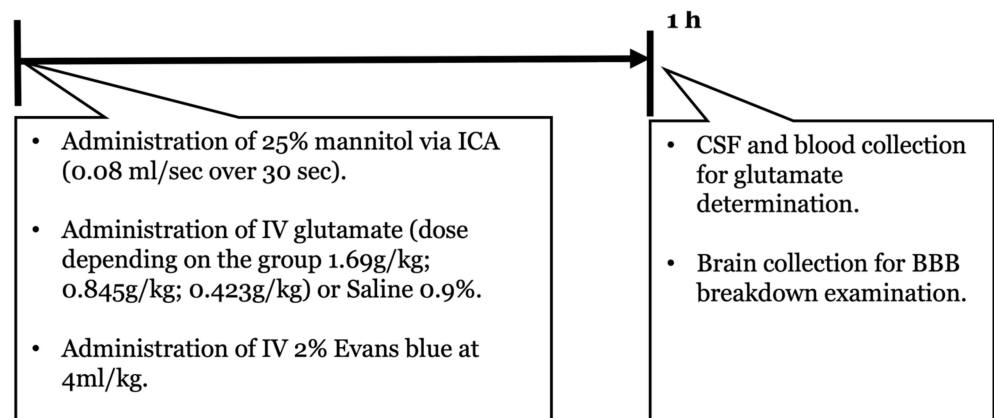 1 h
• Administration of 25% mannitol via ICA
(0.08 ml/sec over 30 sec).
• Administration of IV glutamate (dose
depending on the group 1.69g/kg;
0.845g/kg; 0.423g/kg) or Saline 0.9%.
• Administration of IV 2% Evans blue at
4ml/kg.
• CSF and blood collection
for glutamate
determination.
• Brain collection for BBB
breakdown examination.